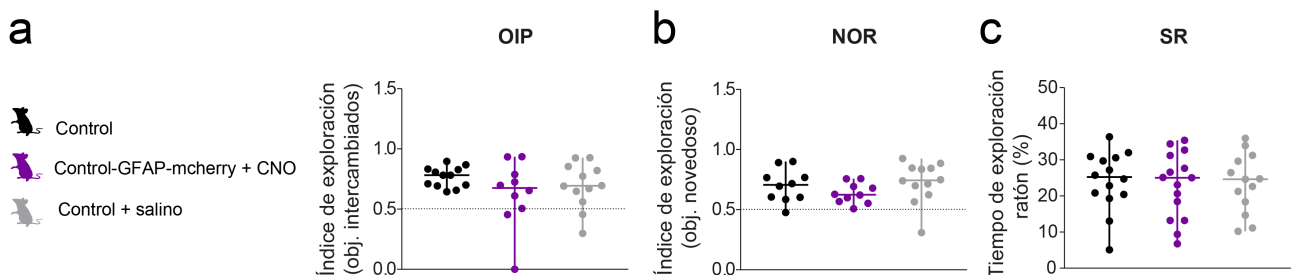 a
OIP
b
NOR
c
SR
Control
Control-GFAP-mcherry + CNO
Control + salino
Índice de exploración
(obj. intercambiados)
1.5
1.0
0.5
0.0
Índice de exploración
(obj. novedoso)
1.5
1.0
0.5
0.0
Tiempo de exploración
ratón (%)
50
40
30
20
10
0